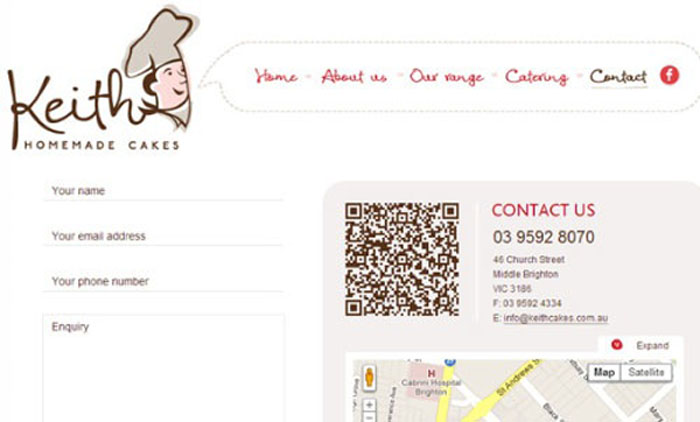 Keith
HOMEMADE CAKES
Home About us Our range Catering Contact f
Your name
Your email address
Your phone number
Enquiry
CONTACT US
03 9592 8070
46 Church Street
Middle Brighton
VIC 3186
F: 03 9592 4334
E: info@keithcakes.com.au
Expand
Map Satellite
H
Cabrini Hospital
Brighton
St Andrews S
Black S